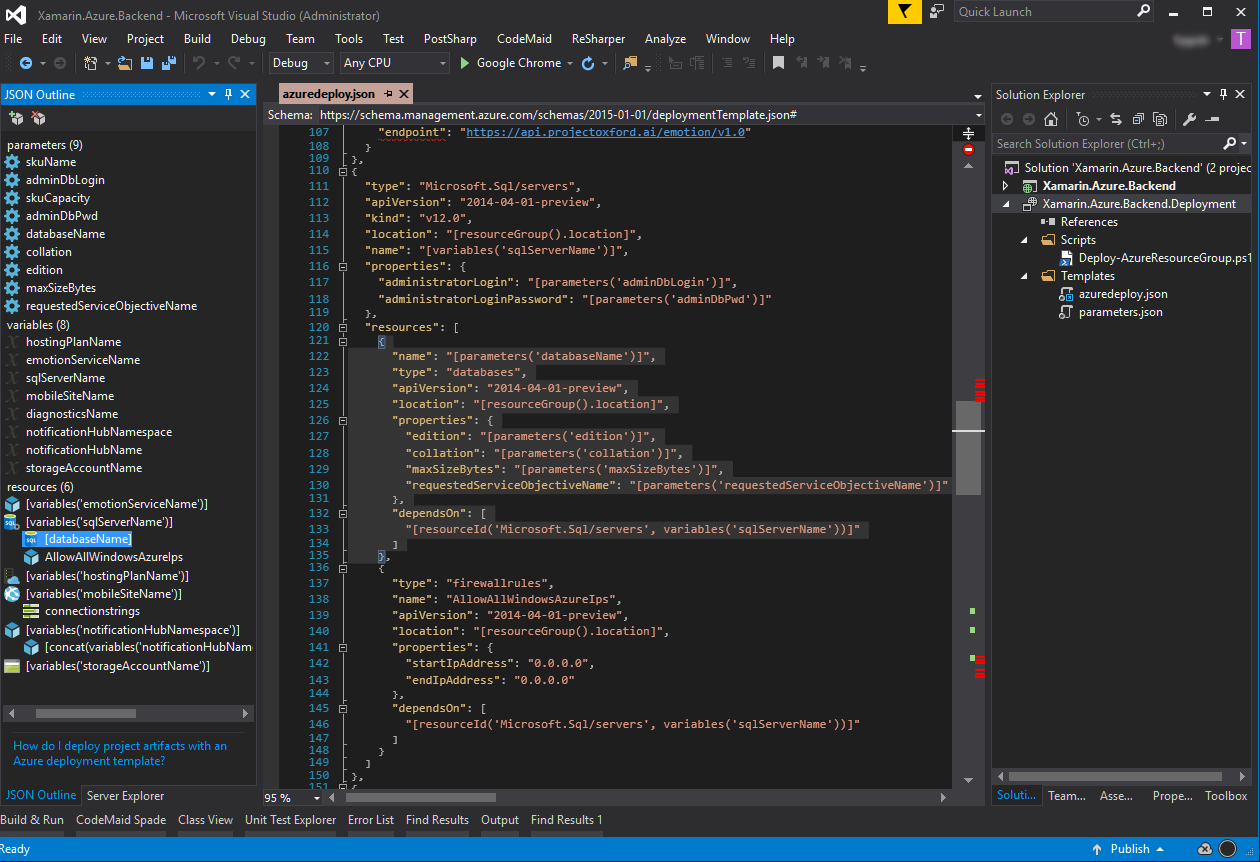 Xamarin.Azure.Backend - Microsoft Visual Studio (Administrator)
Quick Launch
File Edit View Project Build Debug Team Tools Test PostSharp CodeMaid ReSharper Analyze Window Help
T
Debug Any CPU Google Chrome
JSON Outline
parameters (9)
skuName
adminDbLogin
skuCapacity
adminDbPwd
databaseName
collation
edition
maxSizeBytes
requestedServiceObjectiveName
variables (8)
hostingPlanName
emotionServiceName
sqlServerName
mobileSiteName
diagnosticsName
notificationHubNamespace
notificationHubName
storageAccountName
resources (6)
[variables('emotionServiceName')]
[variables('sqlServerName')]
[databaseName]
AllowAllWindowsAzureIps
[variables('hostingPlanName')]
[variables('mobileSiteName')]
connectionstrings
[variables('notificationHubNamespace')]
[concat(variables('notificationHubNam
[variables('storageAccountName')]
How do I deploy project artifacts with an
Azure deployment template?
JSON Outline Server Explorer
azuredeploy.json
Schema: https://schema.management.azure.com/schemas/2015-01-01/deploymentTemplate.json#
107 "endpoint": "https://api.projectoxford.ai/emotion/v1.0"
108 }
109 },
110 {
111 "type": "Microsoft.Sql/servers",
112 "apiVersion": "2014-04-01-preview",
113 "kind": "v12.0",
114 "location": "[resourceGroup().location]",
115 "name": "[variables('sqlServerName')]",
116 "properties": {
117 "administratorLogin": "[parameters('adminDbLogin')]",
118 "administratorLoginPassword": "[parameters('adminDbPwd')]"
119 },
120 "resources": [
121 {
122 "name": "[parameters('databaseName')]",
123 "type": "databases",
124 "apiVersion": "2014-04-01-preview",
125 "location": "[resourceGroup().location]",
126 "properties": {
127 "edition": "[parameters('edition')]",
128 "collation": "[parameters('collation')]",
129 "maxSizeBytes": "[parameters('maxSizeBytes')]",
130 "requestedServiceObjectiveName": "[parameters('requestedServiceObjectiveName')]"
131 },
132 "dependsOn": [
133 "[resourceId('Microsoft.Sql/servers', variables('sqlServerName'))]"
134 ]
135 },
136 {
137 "type": "firewallrules",
138 "name": "AllowAllWindowsAzureIps",
139 "apiVersion": "2014-04-01-preview",
140 "location": "[resourceGroup().location]",
141 "properties": {
142 "startIpAddress": "0.0.0.0",
143 "endIpAddress": "0.0.0.0"
144 },
145 "dependsOn": [
146 "[resourceId('Microsoft.Sql/servers', variables('sqlServerName'))]"
147 ]
148 }
149 ]
150 },
151 {
95 %
Solution Explorer
Search Solution Explorer (Ctrl+;)
Solution 'Xamarin.Azure.Backend' (2 projec
Xamarin.Azure.Backend
Xamarin.Azure.Backend.Deployment
References
Scripts
Deploy-AzureResourceGroup.ps1
Templates
azuredeploy.json
parameters.json
Soluti... Team... Asse... Prope... Toolbox
Build & Run CodeMaid Spade Class View Unit Test Explorer Error List Find Results Output Find Results 1
Ready
Publish